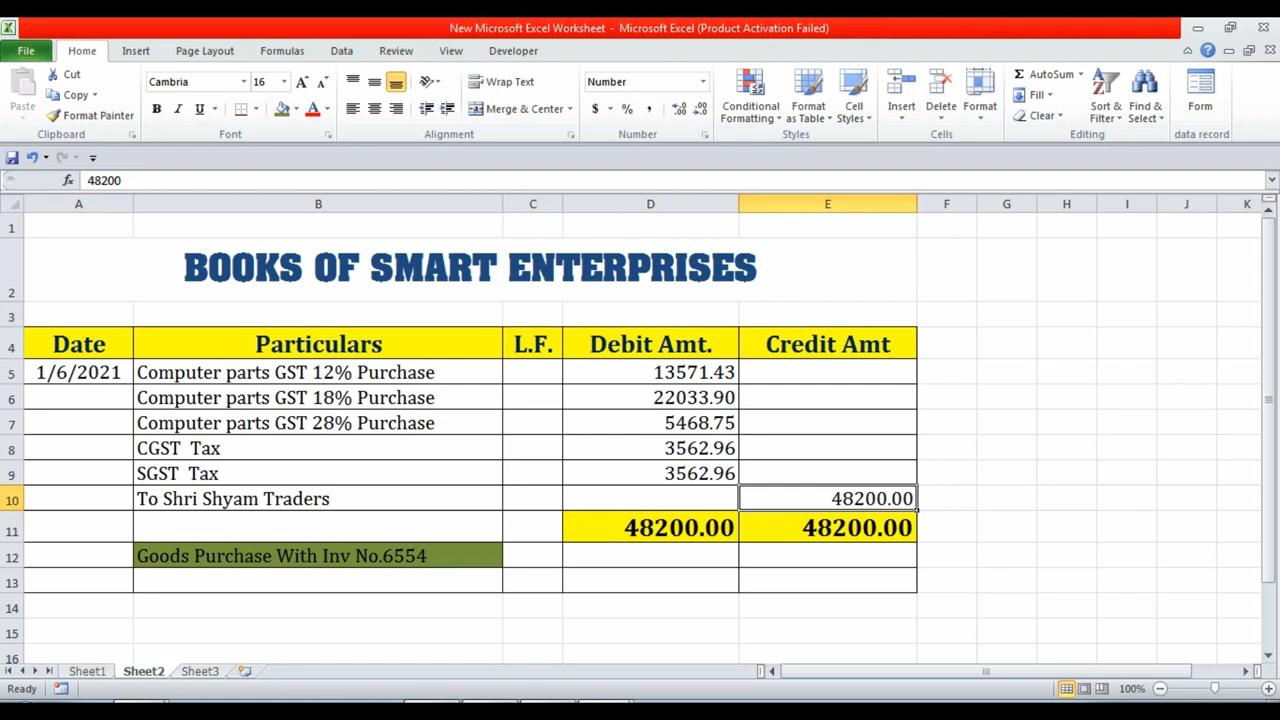 New Microsoft Excel Worksheet - Microsoft Excel (Product Activation Failed)
File Home Insert Page Layout Formulas Data Review View Developer
Paste Cut Copy Format Painter
Clipboard
Cambria 16
B I U A A A
Font
Wrap Text
Merge & Center
Alignment
Number
$ % ,
Number
Conditional Formatting Format as Table Cell Styles
Styles
Insert Delete Format
Cells
Σ AutoSum Fill Clear Sort & Filter Find & Select
Editing
Form
data record
fx 48200
A B C D E F G H I J K
1
2 BOOKS OF SMART ENTERPRISES
3
4 Date Particulars L.F. Debit Amt. Credit Amt
5 1/6/2021 Computer parts GST 12% Purchase 13571.43
6 Computer parts GST 18% Purchase 22033.90
7 Computer parts GST 28% Purchase 5468.75
8 CGST Tax 3562.96
9 SGST Tax 3562.96
10 To Shri Shyam Traders 48200.00
11 48200.00 48200.00
12 Goods Purchase With Inv No.6554
13
14
15
16
Sheet1 Sheet2 Sheet3
Ready 100%